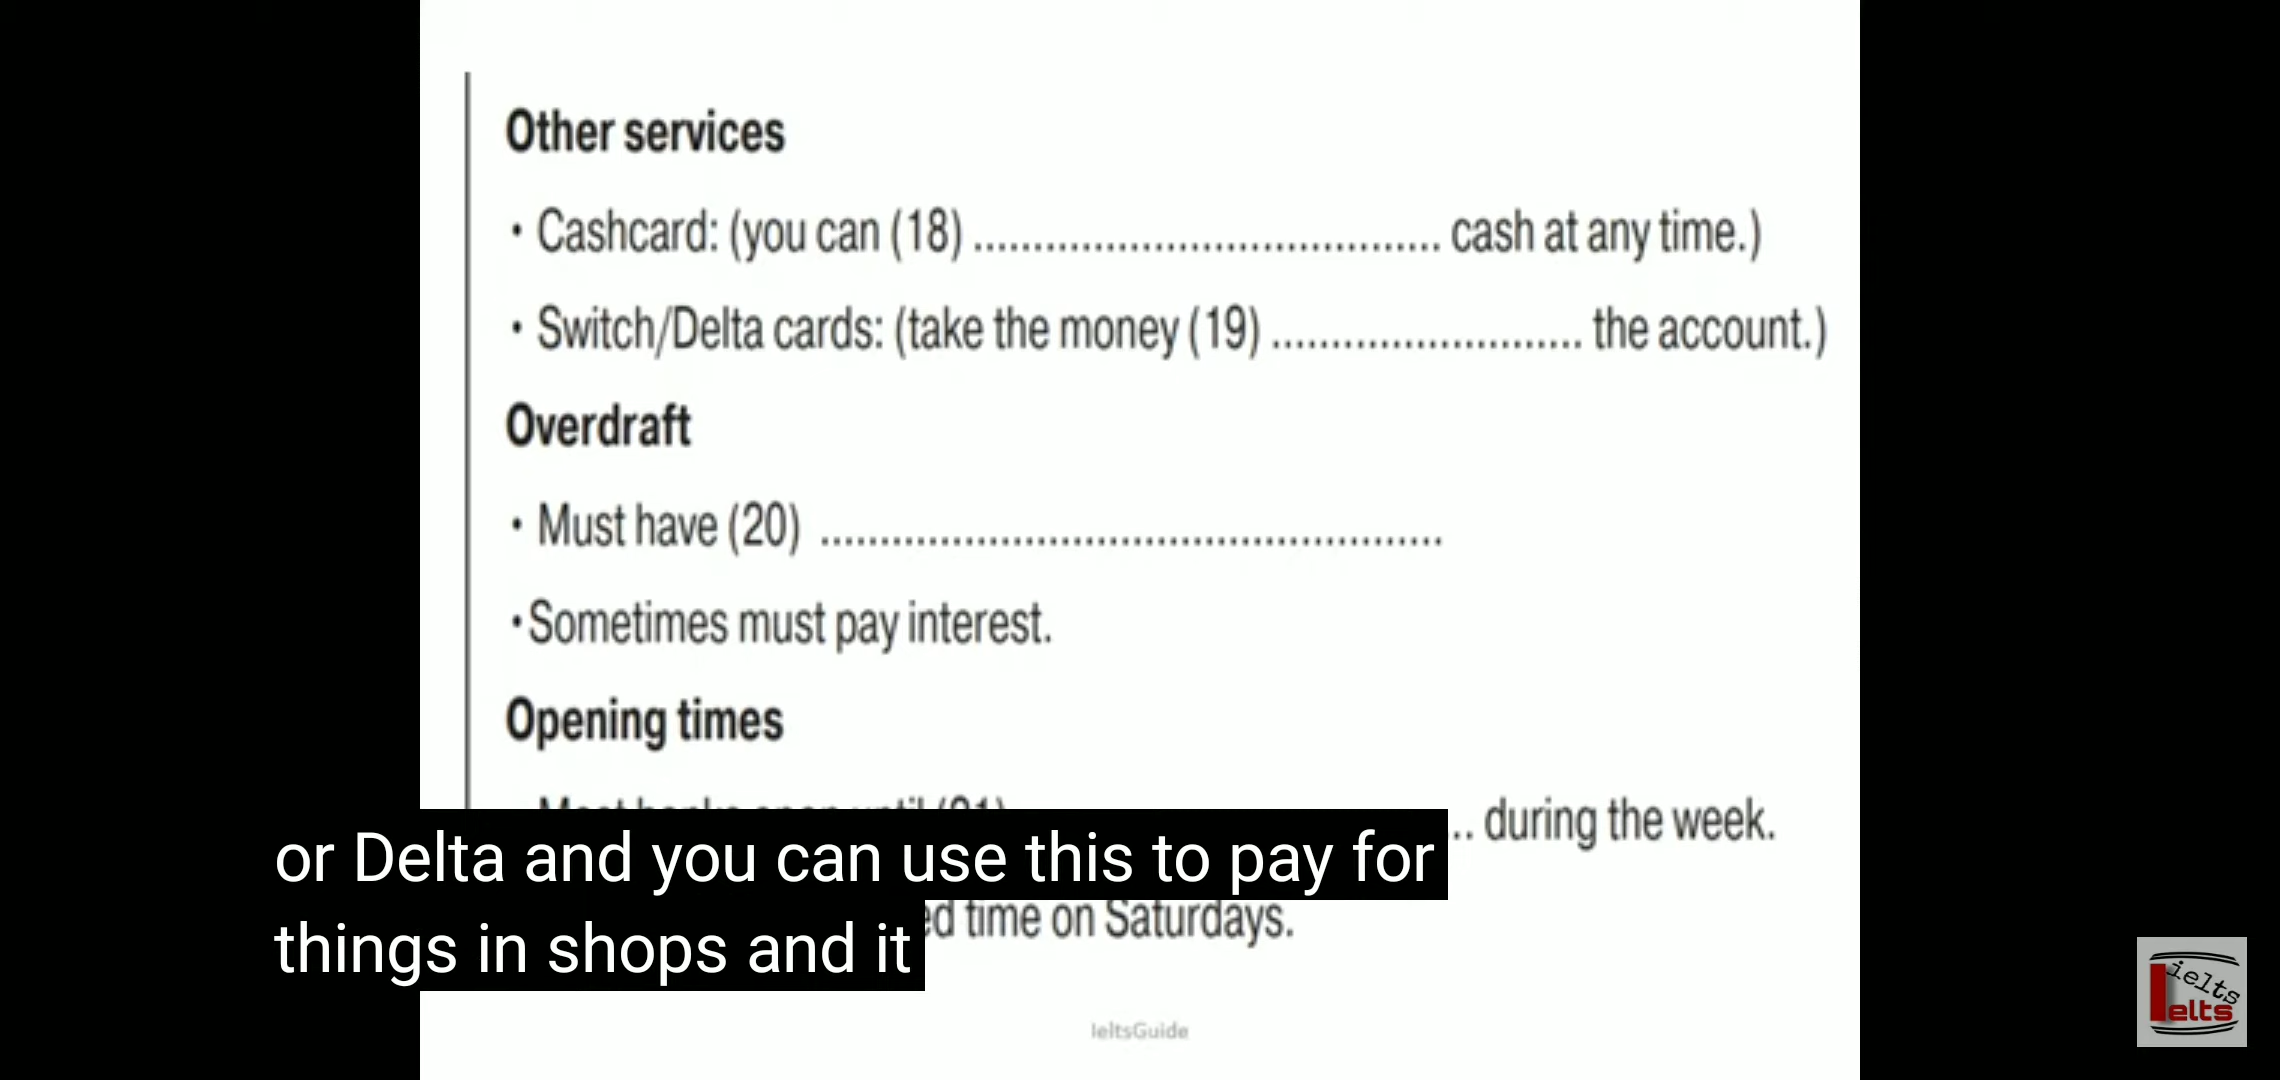 Other services
• Cashcard: (you can (18) ....................................... cash at any time.)
• Switch/Delta cards: (take the money (19) .......................... the account.)
Overdraft
• Must have (20) ....................................................
• Sometimes must pay interest.
Opening times
.. during the week.
or Delta and you can use this to pay for
things in shops and it
time on Saturdays.
IeltsGuide
ielts
Ielts